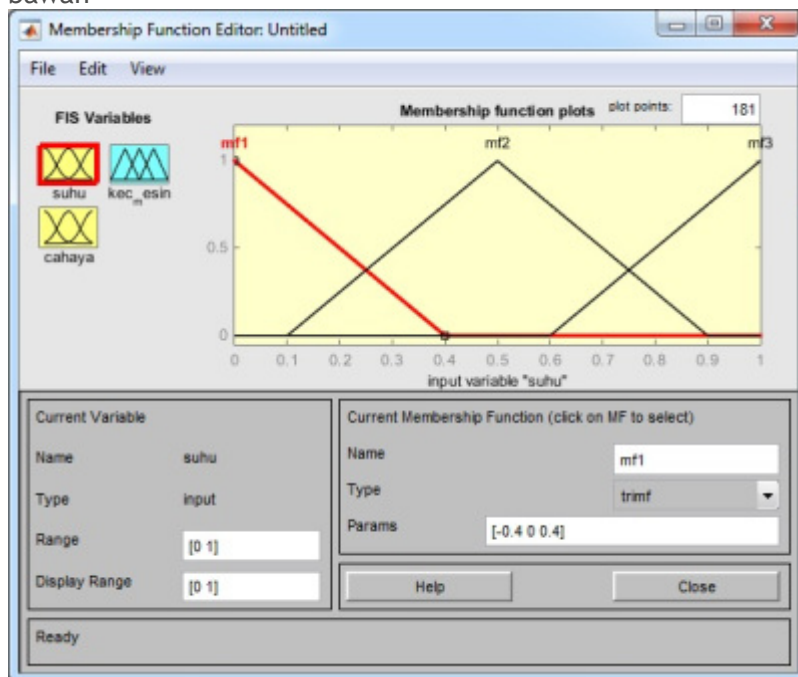 bawah
Membership Function Editor: Untitled
File Edit View
FIS Variables
suhu
kec_mesin
cahaya
Membership function plots
plot points:
181
mf1
mf2
mf3
1
0.5
0
0 0.1 0.2 0.3 0.4 0.5 0.6 0.7 0.8 0.9 1
input variable "suhu"
Current Variable
Name suhu
Type input
Range [0 1]
Display Range [0 1]
Current Membership Function (click on MF to select)
Name mf1
Type trimf
Params [-0.4 0 0.4]
Help Close
Ready